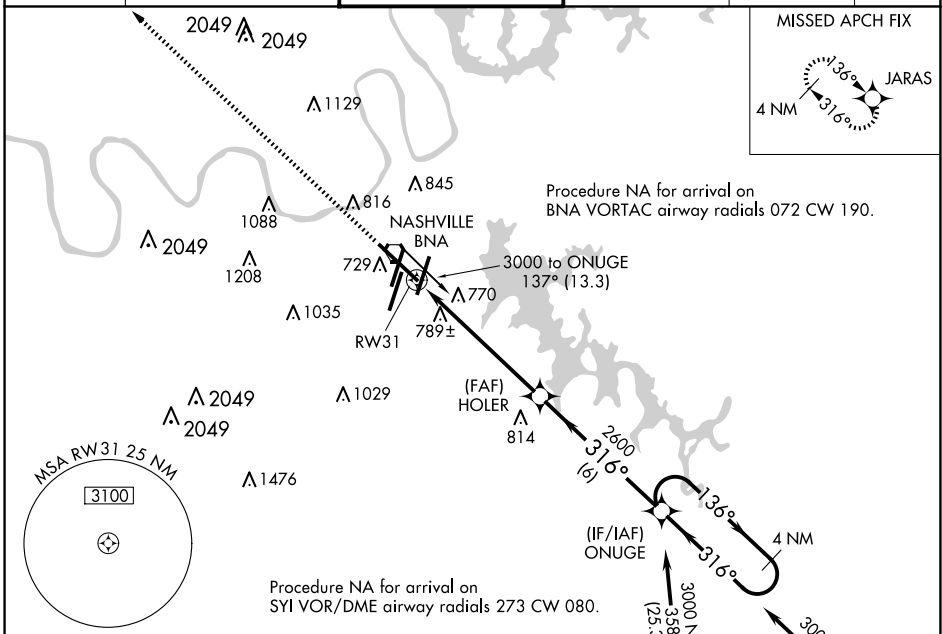 2049
2049
MISSED APCH FIX
136°
JARAS
4 NM
316°
1129
845
816
1088
Procedure NA for arrival on
BNA VORTAC airway radials 072 CW 190.
NASHVILLE
BNA
2049
1208
729
3000 to ONUGE
137° (13.3)
770
1035
789±
RW31
(FAF)
HOLER
1029
2049
2049
814
2600
316°
(6)
MSA RW31 25 NM
3100
1476
136°
(IF/IAF)
ONUGE
4 NM
316°
Procedure NA for arrival on
SYI VOR/DME airway radials 273 CW 080.
3000 N
358
(25.
300